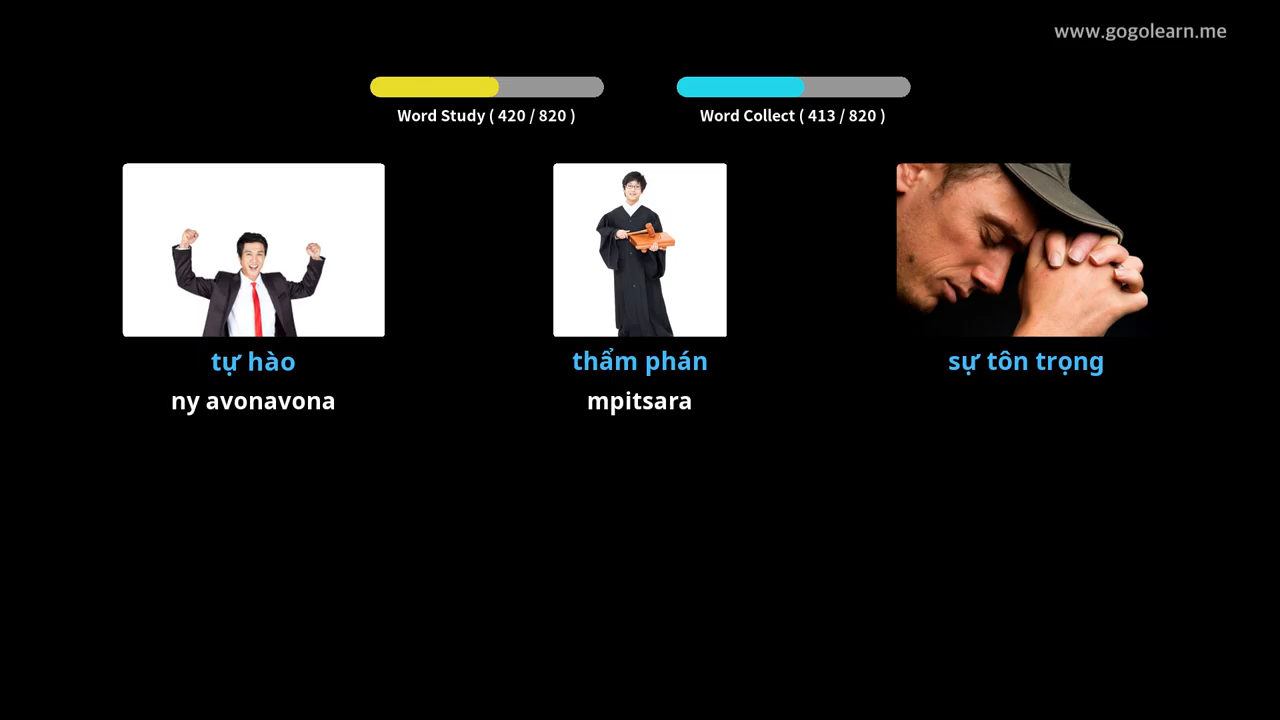 www.gogolearn.me
Word Study ( 420 / 820 )
Word Collect ( 413 / 820 )
tự hào
ny avonavona
thẩm phán
mpitsara
sự tôn trọng